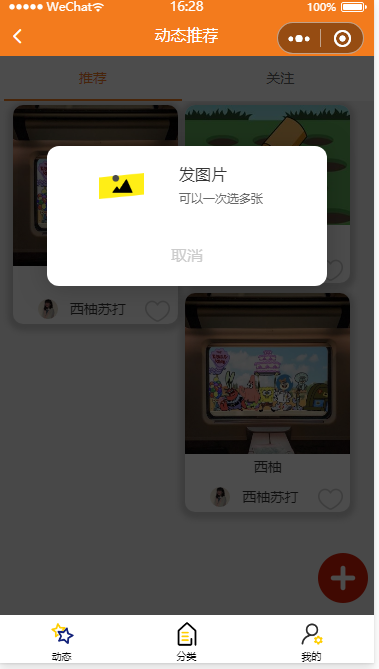 WeChat
16:28
100%
动态推荐
推荐
关注
发图片
可以一次选多张
取消
西柚苏打
西柚
西柚苏打
动态
分类
我的